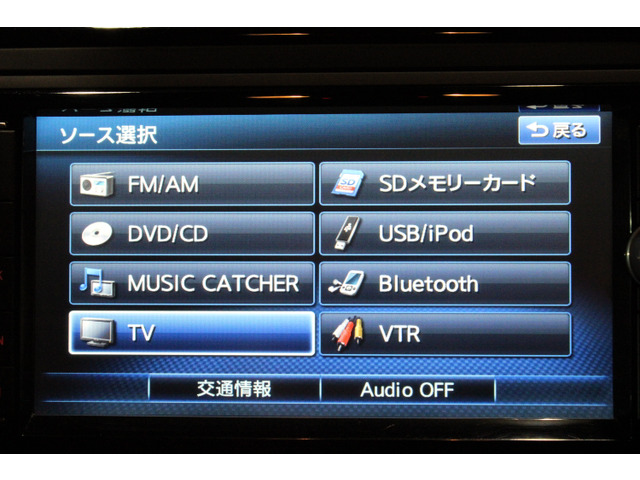 ソース選択
戻る
FM/AM
SDメモリーカード
DVD/CD
USB/iPod
MUSIC CATCHER
Bluetooth
TV
VTR
交通情報
Audio OFF